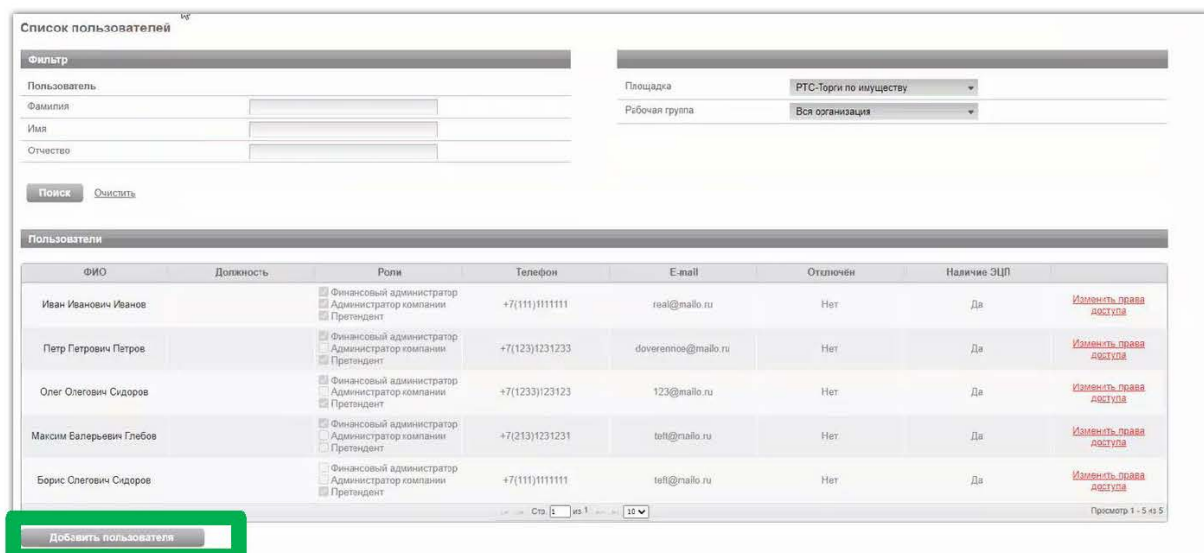 Список пользователей
Фильтр
Пользователь
Фамилия
Имя
Отчество
Площадка РТС-Торги по имуществу
Рабочая группа Вся организация
Поиск Очистить
Пользователи
ФИО Должность Роли Телефон E-mail Отключён Наличие ЭЦП
Финансовый администратор
Иван Иванович Иванов Администратор компании +7(111)1111111 real@mailo.ru Нет Да Изменить права доступа
Претендент
Финансовый администратор
Петр Петрович Петров Администратор компании +7(123)1231233 doverennoe@mailo.ru Нет Да Изменить права доступа
Претендент
Финансовый администратор
Олег Олегович Сидоров Администратор компании +7(1233)123123 123@mailo.ru Нет Да Изменить права доступа
Претендент
Финансовый администратор
Максим Валерьевич Глебов Администратор компании +7(213)1231231 Нет Да Изменить права доступа
Претендент
Финансовый администратор
Борис Олегович Сидоров Администратор компании +7(111)1111111 Нет Да Изменить права доступа
Претендент
Стр. 1 из 1 10 Просмотр 1 - 5 из 5
Добавить пользователя